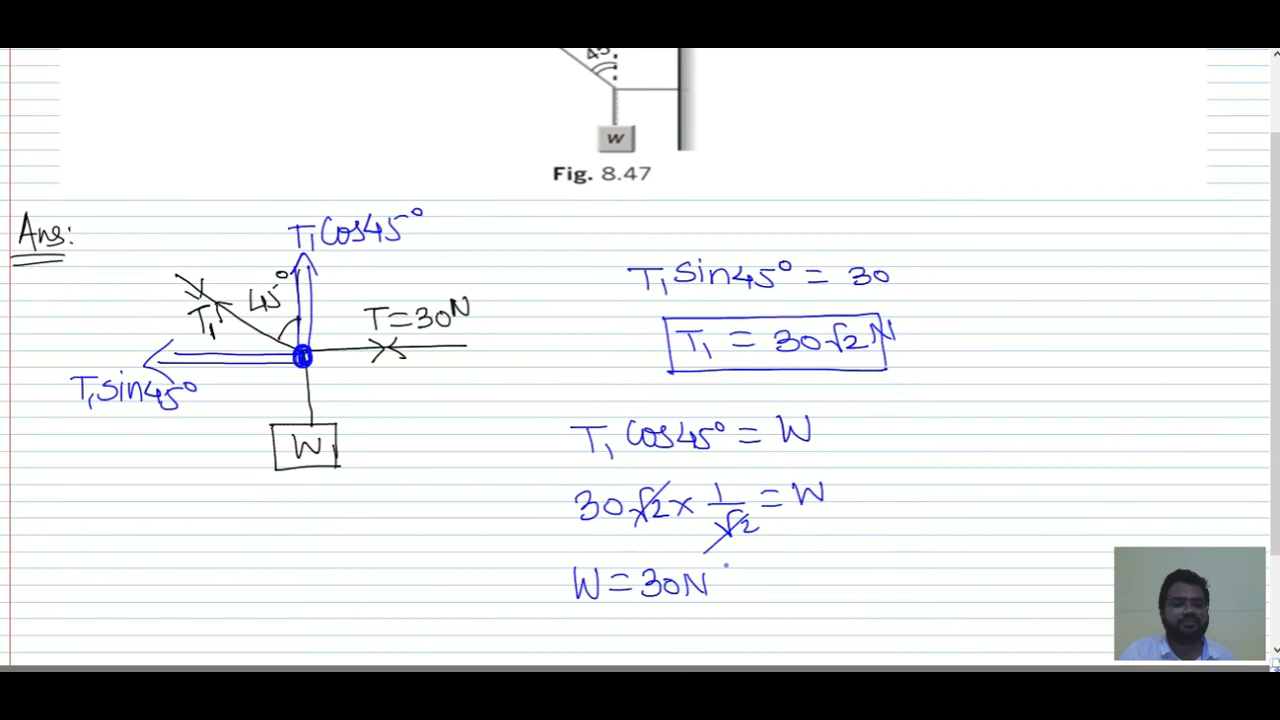 45
W
Fig. 8.47
Ans:
T₁Cos45°
45°
T₁
T=30N
T₁sin45°
W
T₁sin45° = 30
T₁ = 30√2 N
T₁ Cos45° = W
30√2 × 1/√2 = W
W = 30N